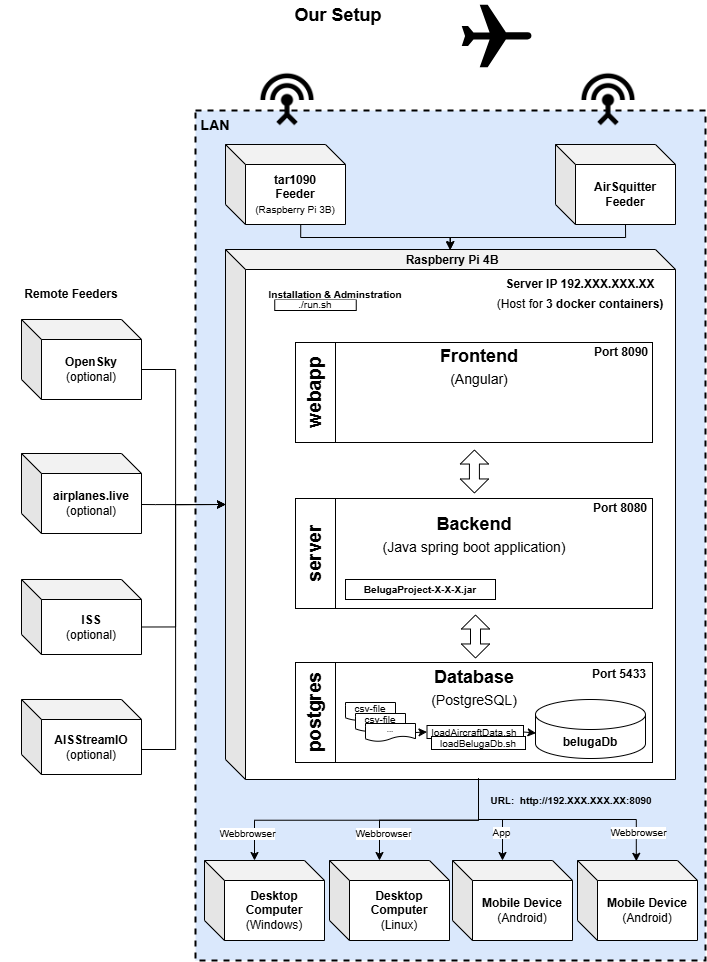 Our Setup
LAN
tar1090
Feeder
(Raspberry Pi 3B)
AirSquitter
Feeder
Raspberry Pi 4B
Server IP 192.XXX.XXX.XX
(Host for 3 docker containers)
Installation & Adminstration
./run.sh
Remote Feeders
OpenSky
(optional)
airplanes.live
(optional)
ISS
(optional)
AISStreamIO
(optional)
webapp
Frontend
(Angular)
Port 8090
server
Backend
(Java spring boot application)
Port 8080
BelugaProject-X-X-X.jar
postgres
Database
(PostgreSQL)
Port 5433
csv-file
csv-file
...
loadAircraftData.sh
loadBelugaDb.sh
belugaDb
URL: http://192.XXX.XXX.XX:8090
Webbrowser
Webbrowser
App
Webbrowser
Desktop
Computer
(Windows)
Desktop
Computer
(Linux)
Mobile Device
(Android)
Mobile Device
(Android)